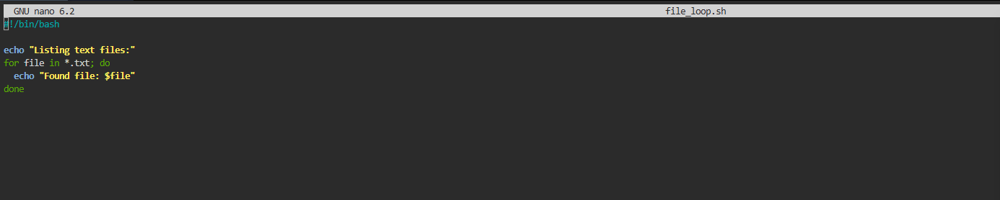 GNU nano 6.2 file_loop.sh
#!/bin/bash
echo "Listing text files:"
for file in *.txt; do
  echo "Found file: $file"
done